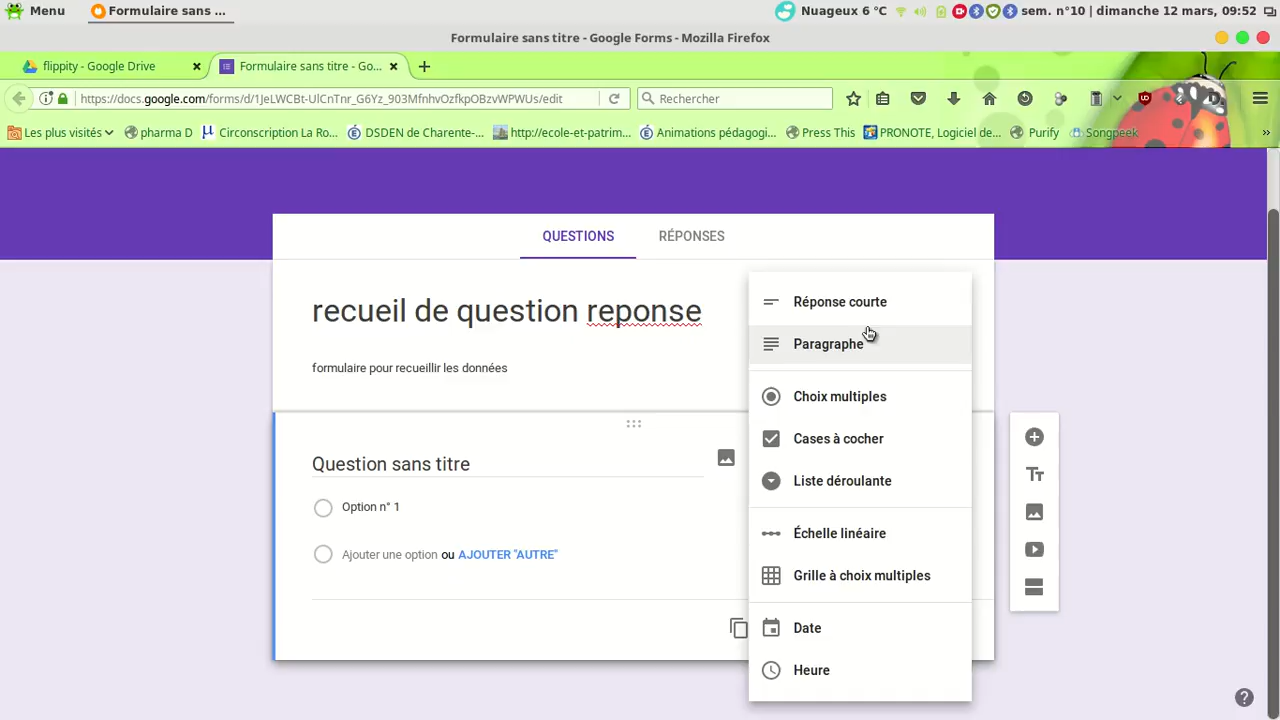 Menu
Formulaire sans ...
Nuageux 6 °C
sem. n°10 | dimanche 12 mars, 09:52
Formulaire sans titre - Google Forms - Mozilla Firefox
flippity - Google Drive
Formulaire sans titre - Go...
https://docs.google.com/forms/d/1JeLWCBt-UlCnTnr_G6Yz_903MfnhvOzfkpOBzvWPWUs/edit
Rechercher
Les plus visités
pharma D
Circonscription La Ro...
DSDEN de Charente-...
http://ecole-et-patrim...
Animations pédagogi...
Press This
PRONOTE, Logiciel de...
Purify
Songpeek
»
QUESTIONS
RÉPONSES
recueil de question reponse
formulaire pour recueillir les données
Question sans titre
Option n° 1
Ajouter une option ou AJOUTER "AUTRE"
Réponse courte
Paragraphe
Choix multiples
Cases à cocher
Liste déroulante
Échelle linéaire
Grille à choix multiples
Date
Heure
Tт
?